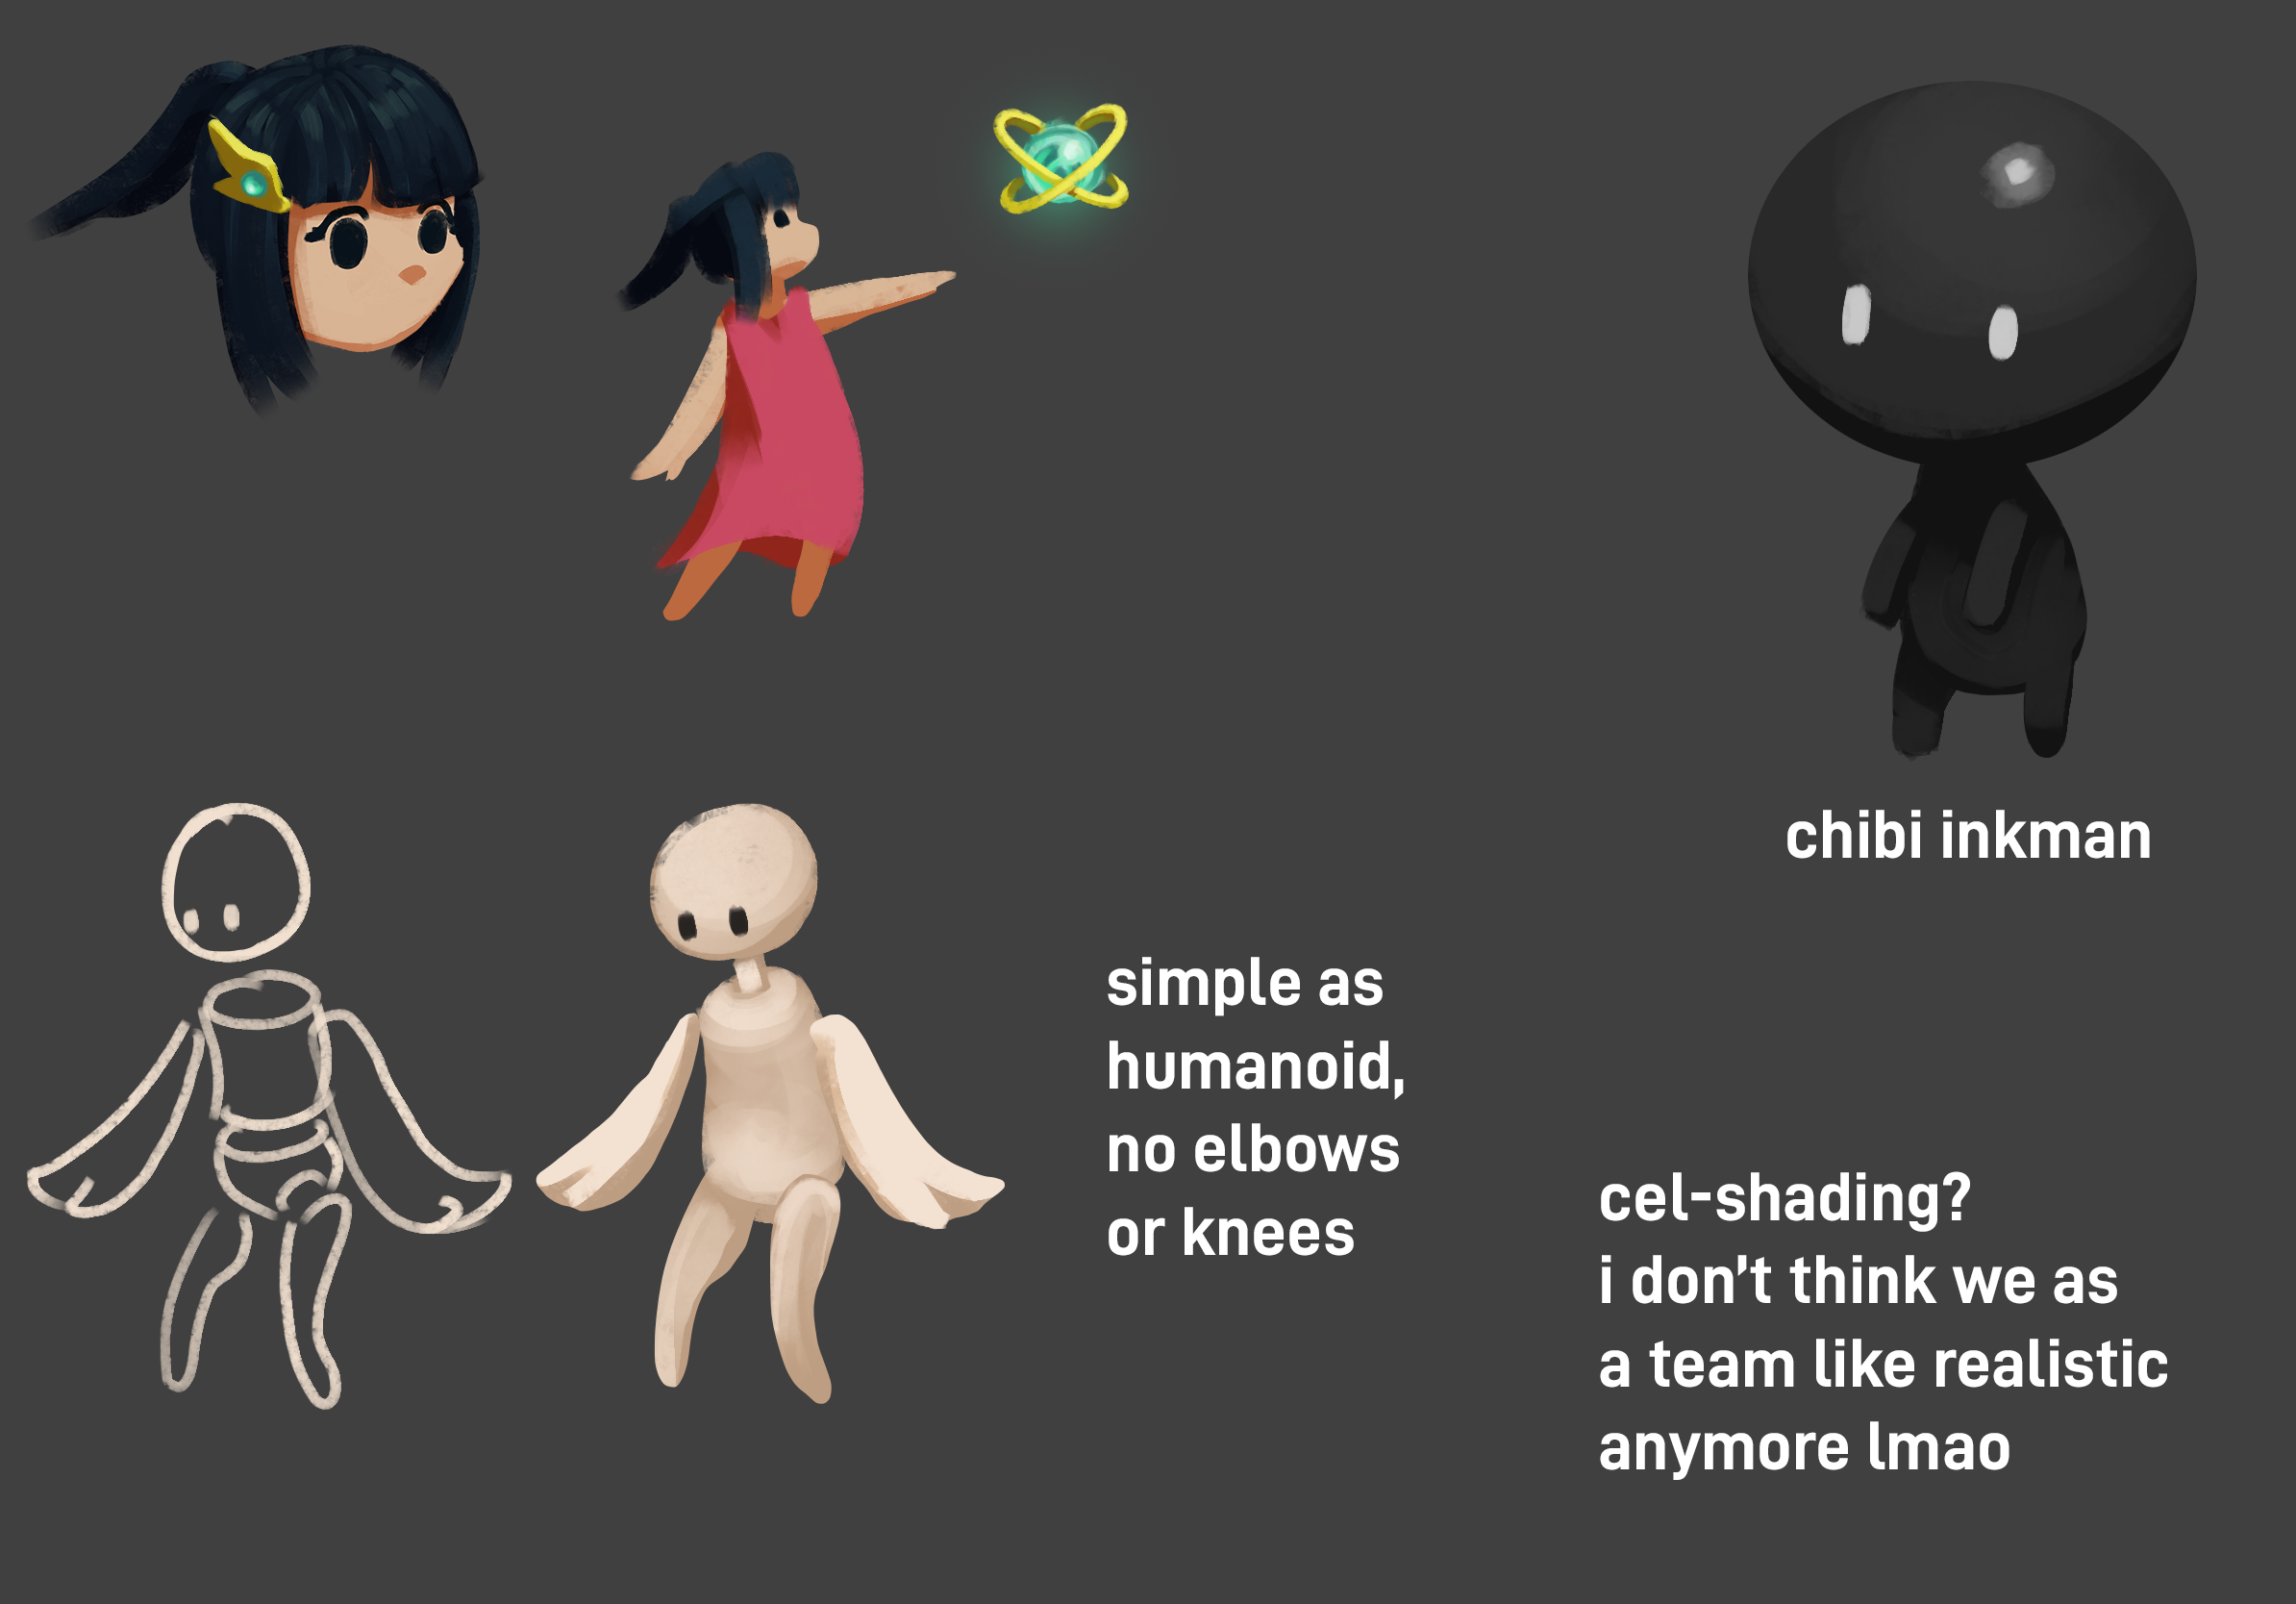 chibi inkman
simple as
humanoid,
no elbows
or knees
cel-shading?
i don't think we as
a team like realistic
anymore lmao